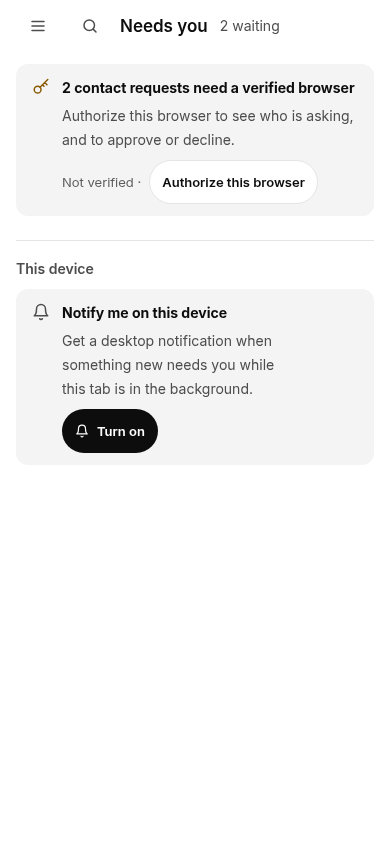 Needs you 2 waiting
2 contact requests need a verified browser
Authorize this browser to see who is asking,
and to approve or decline.
Not verified · Authorize this browser
This device
Notify me on this device
Get a desktop notification when
something new needs you while
this tab is in the background.
Turn on